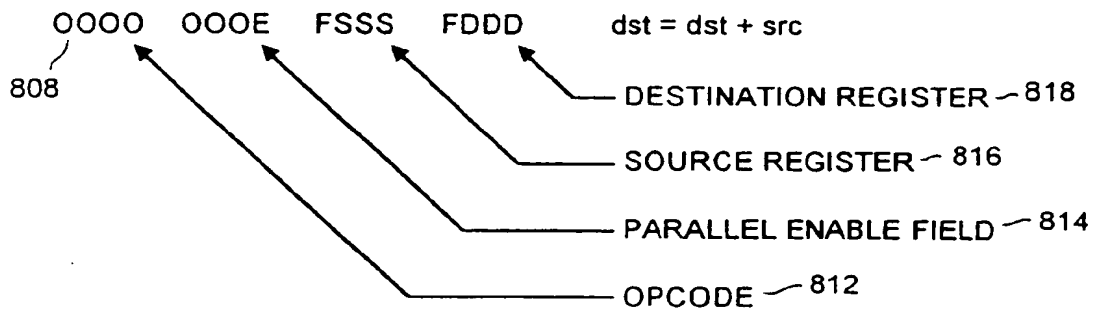 OOOO OOOE FSSS FDDD dst = dst + src
808
DESTINATION REGISTER 818
SOURCE REGISTER 816
PARALLEL ENABLE FIELD 814
OPCODE 812